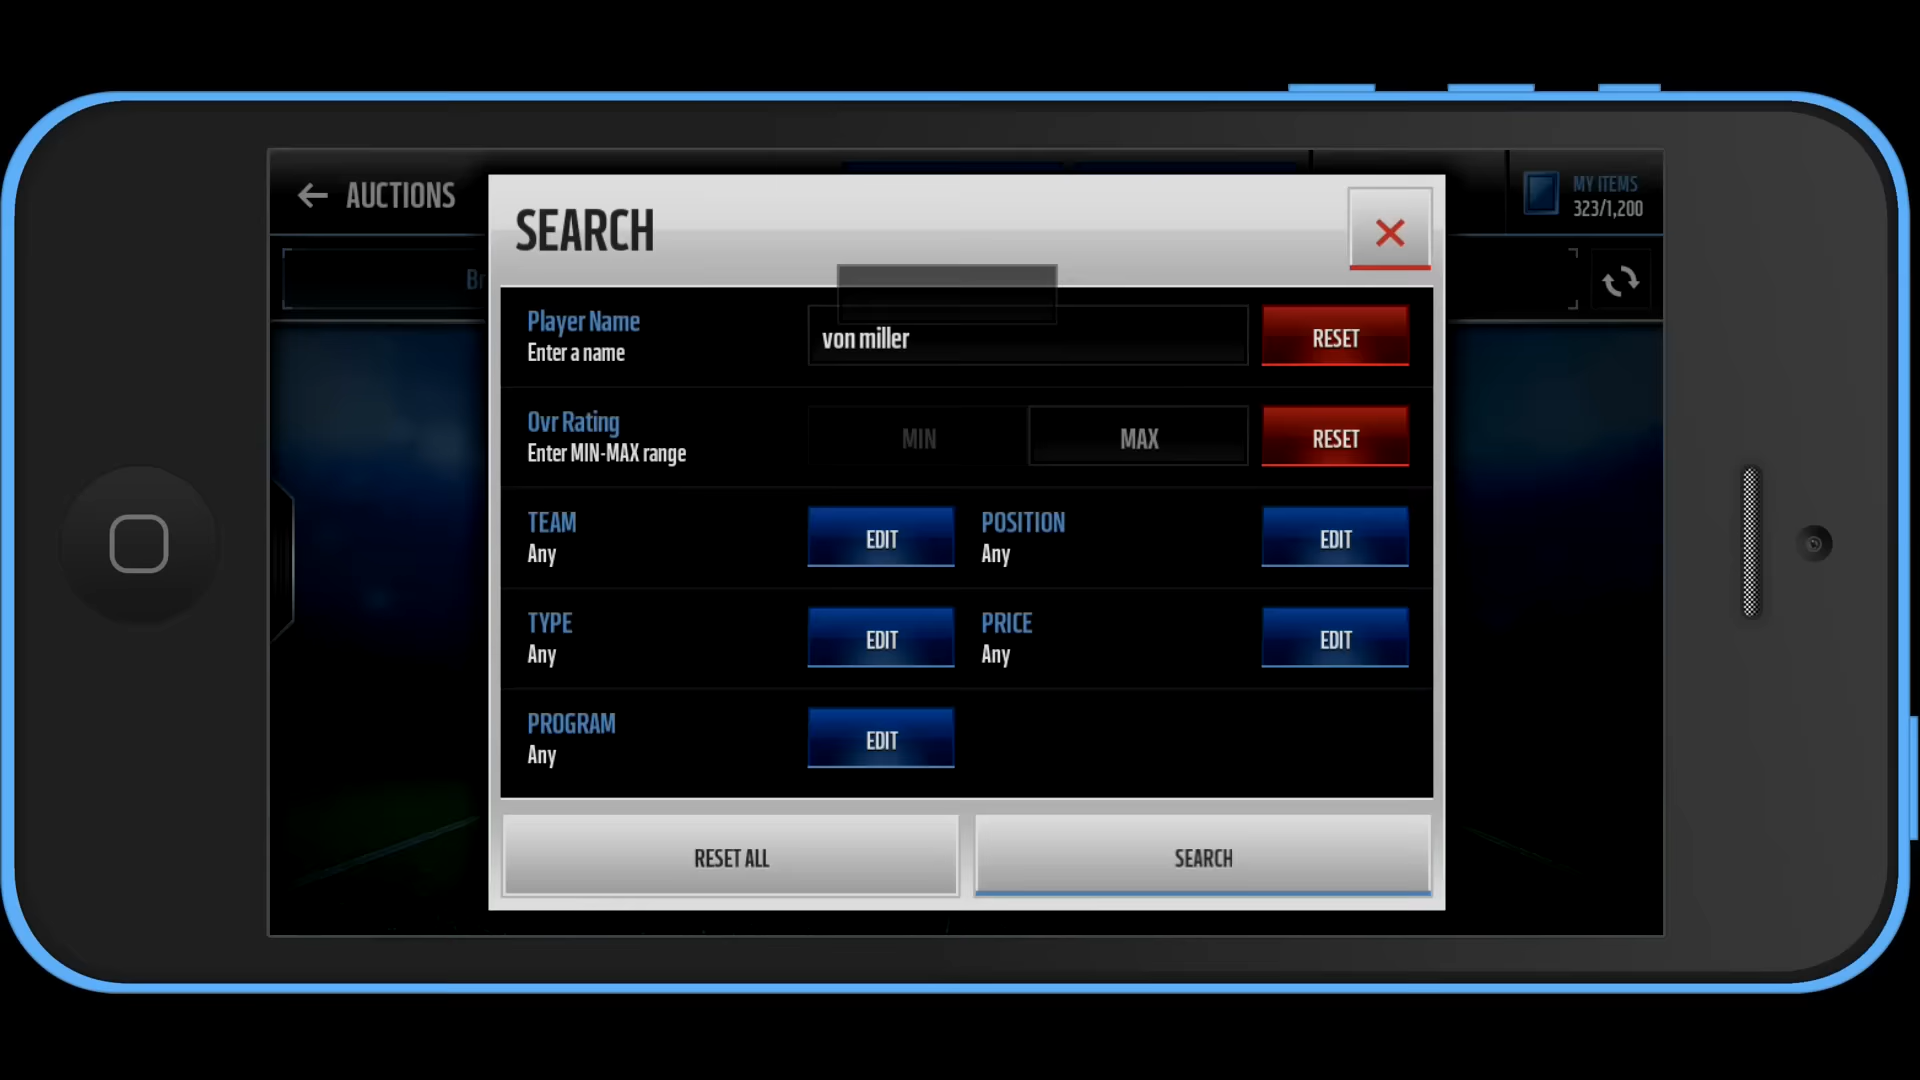 AUCTIONS
MY ITEMS
323/1,200
Br
SEARCH
Player Name
Enter a name
von miller
RESET
Ovr Rating
Enter MIN-MAX range
MIN
MAX
RESET
TEAM
Any
EDIT
POSITION
Any
EDIT
TYPE
Any
EDIT
PRICE
Any
EDIT
PROGRAM
Any
EDIT
RESET ALL
SEARCH